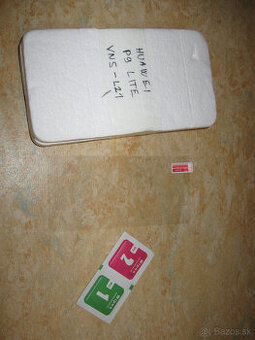 HUAWEI
P9 LITE
VNS-L21
2
1
Bazos.sk